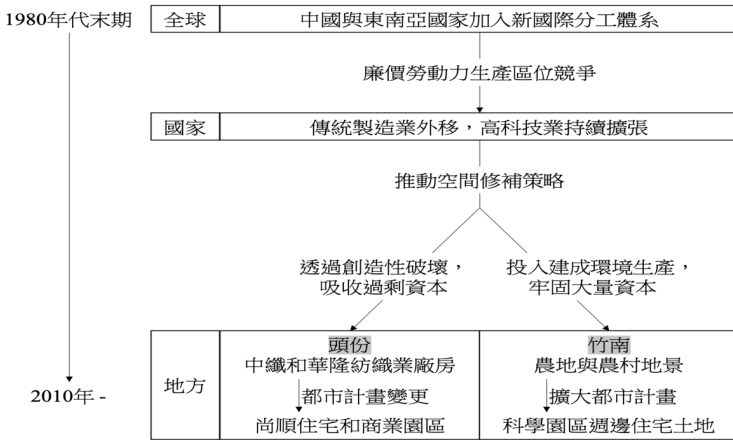 1980年代末期
全球
中國與東南亞國家加入新國際分工體系
廉價勞動力生產區位競爭
國家
傳統製造業外移，高科技業持續擴張
推動空間修補策略
透過創造性破壞，
吸收過剩資本
投入建成環境生產，
牢固大量資本
2010年 -
地方
頭份
中纖和華隆紡織業廠房
都市計畫變更
尚順住宅和商業園區
竹南
農地與農村地景
擴大都市計畫
科學園區週邊住宅土地